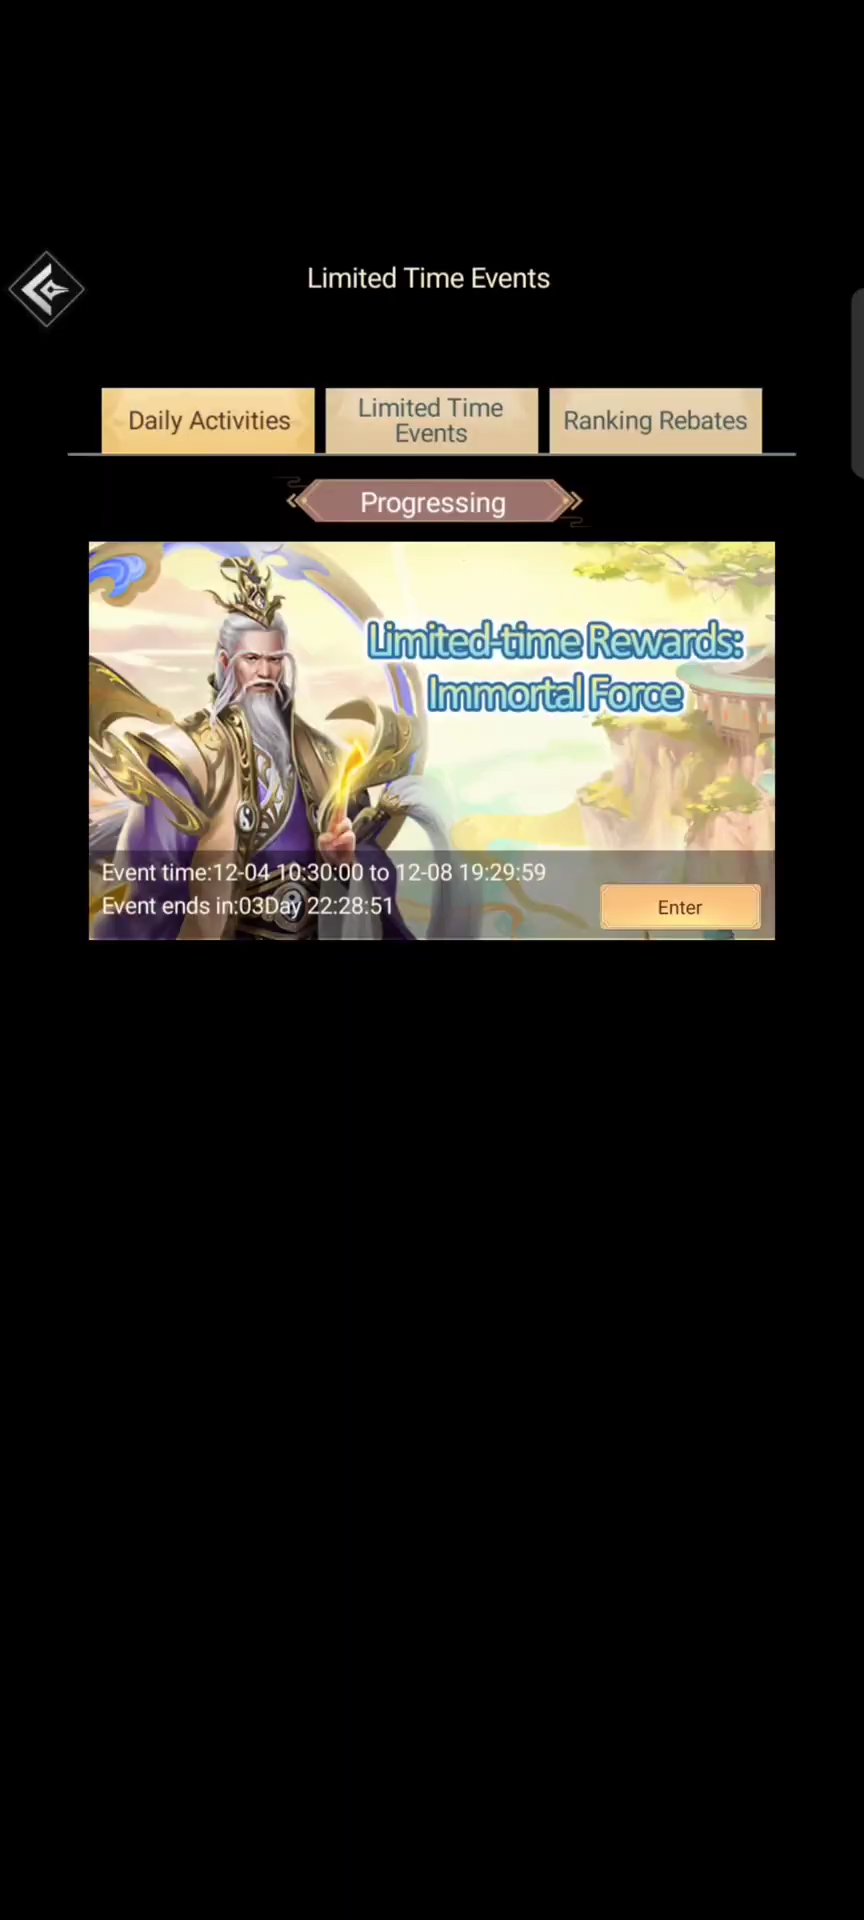 Limited Time Events
Daily Activities
Limited Time
Events
Ranking Rebates
Progressing
Limited-time Rewards:
Immortal Force
Event time:12-04 10:30:00 to 12-08 19:29:59
Event ends in:03Day 22:28:51
Enter